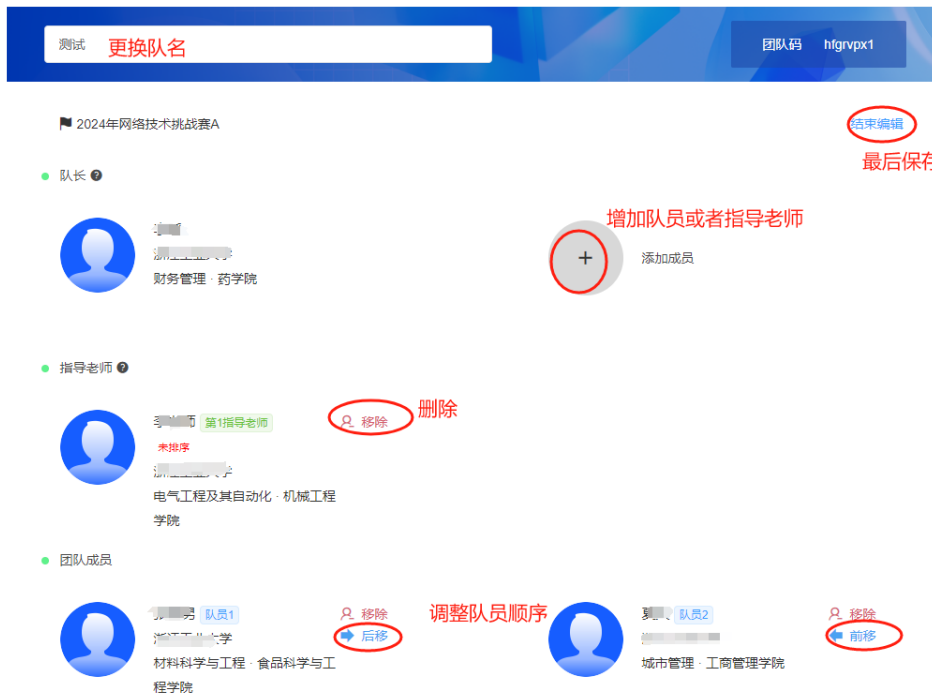 测试 更换队名 团队码 hfgrvpx1
2024年网络技术挑战赛A 结束编辑
最后保存
队长
增加队员或者指导老师
添加成员
财务管理 · 药学院
指导老师
第1指导老师 移除 删除
未排序
电气工程及其自动化 · 机械工程
学院
团队成员
队员1 移除 调整队员顺序 队员2 移除
后移 前移
材料科学与工程 · 食品科学与工
程学院
城市管理 · 工商管理学院